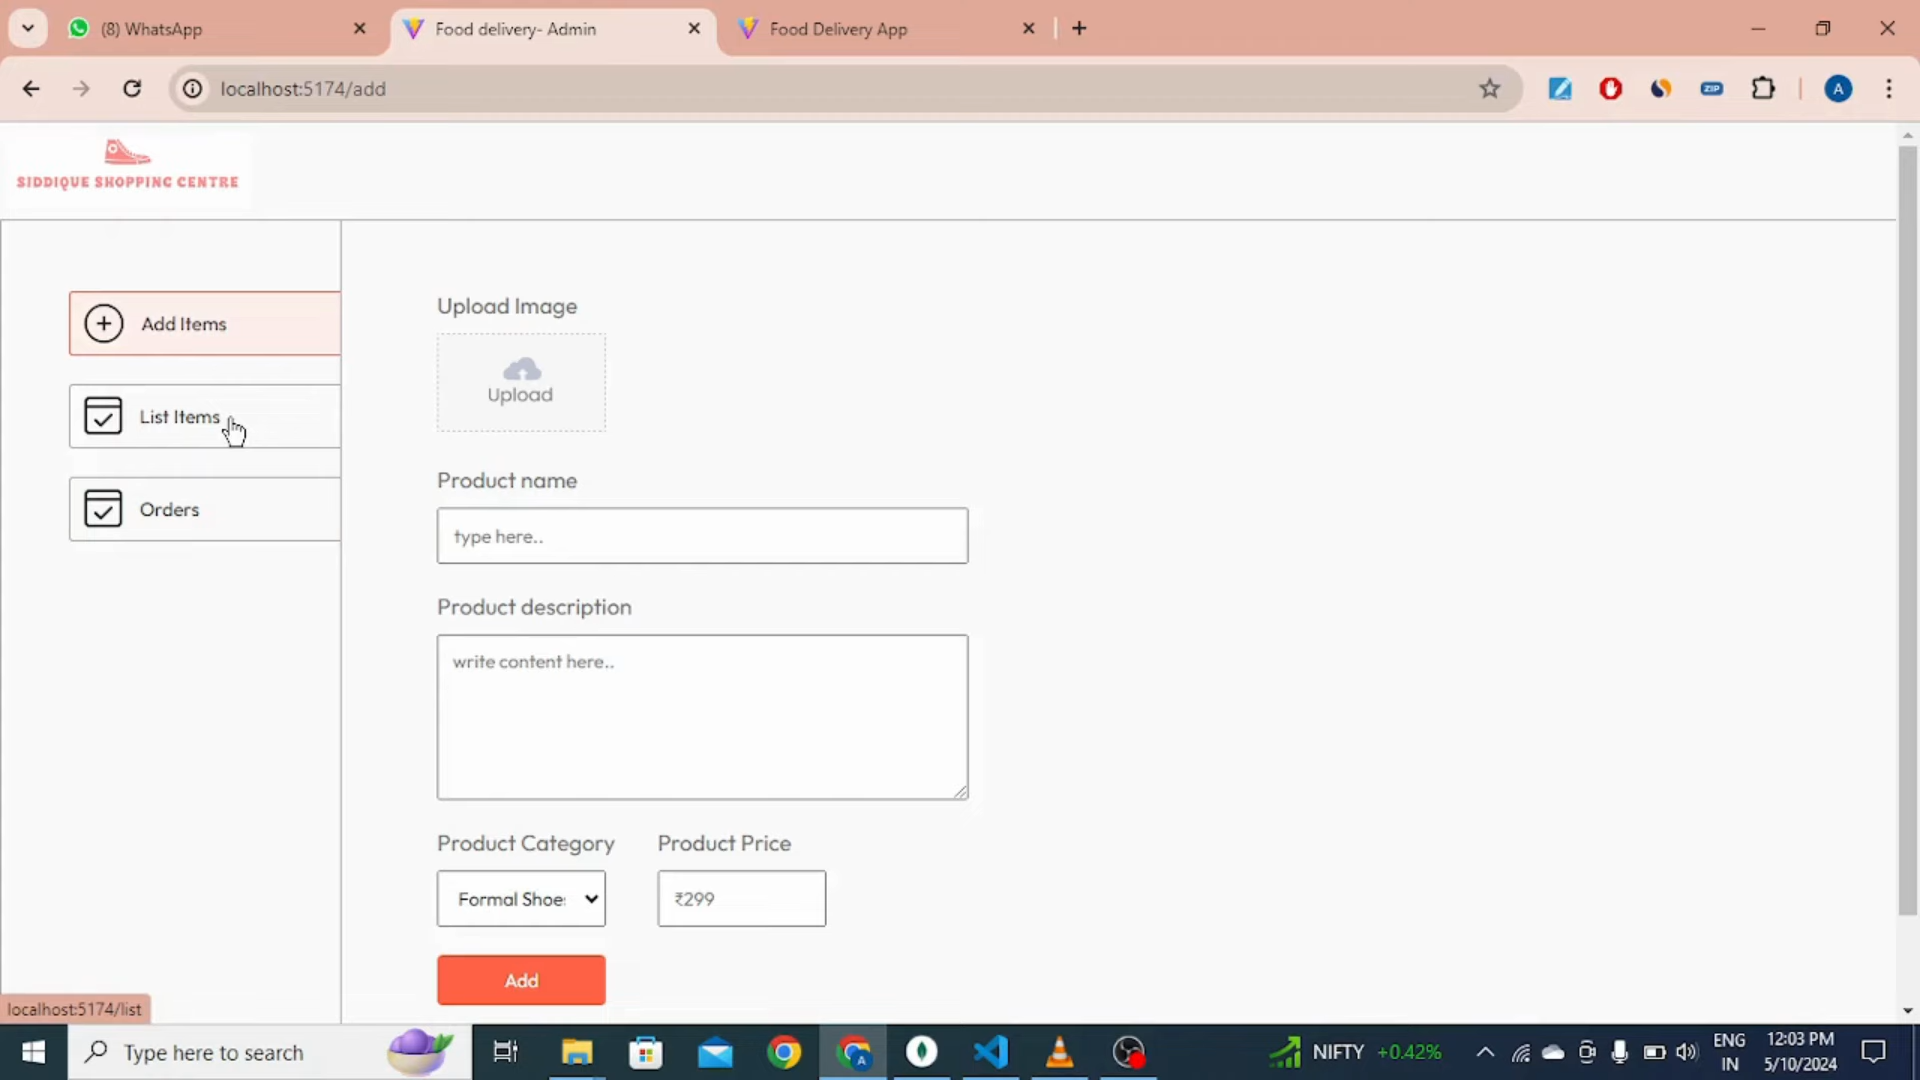 (8) WhatsApp
Food delivery- Admin
Food Delivery App
localhost:5174/add
ZIP
A
SIDDIQUE SHOPPING CENTRE
Add Items
List Items
Orders
Upload Image
Upload
Product name
type here..
Product description
write content here..
Product Category
Product Price
Formal Shoe
₹299
Add
localhost:5174/list
Type here to search
NIFTY +0.42%
ENG
IN
12:03 PM
5/10/2024